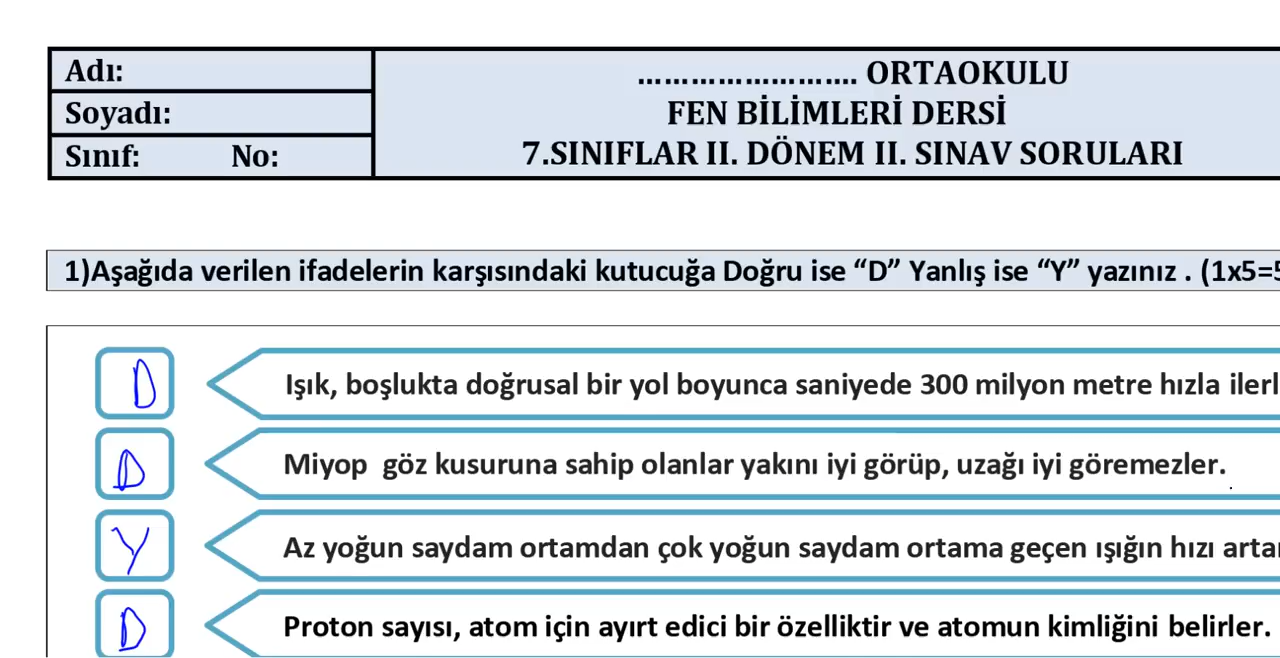 Adı:
Soyadı:
Sınıf: No:
…………………… ORTAOKULU
FEN BİLİMLERİ DERSİ
7.SINIFLAR II. DÖNEM II. SINAV SORULARI
1)Aşağıda verilen ifadelerin karşısındaki kutucuğa Doğru ise “D” Yanlış ise “Y” yazınız . (1x5=5
D Işık, boşlukta doğrusal bir yol boyunca saniyede 300 milyon metre hızla ilerl
D Miyop göz kusuruna sahip olanlar yakını iyi görüp, uzağı iyi göremezler.
Y Az yoğun saydam ortamdan çok yoğun saydam ortama geçen ışığın hızı artar
D Proton sayısı, atom için ayırt edici bir özelliktir ve atomun kimliğini belirler.